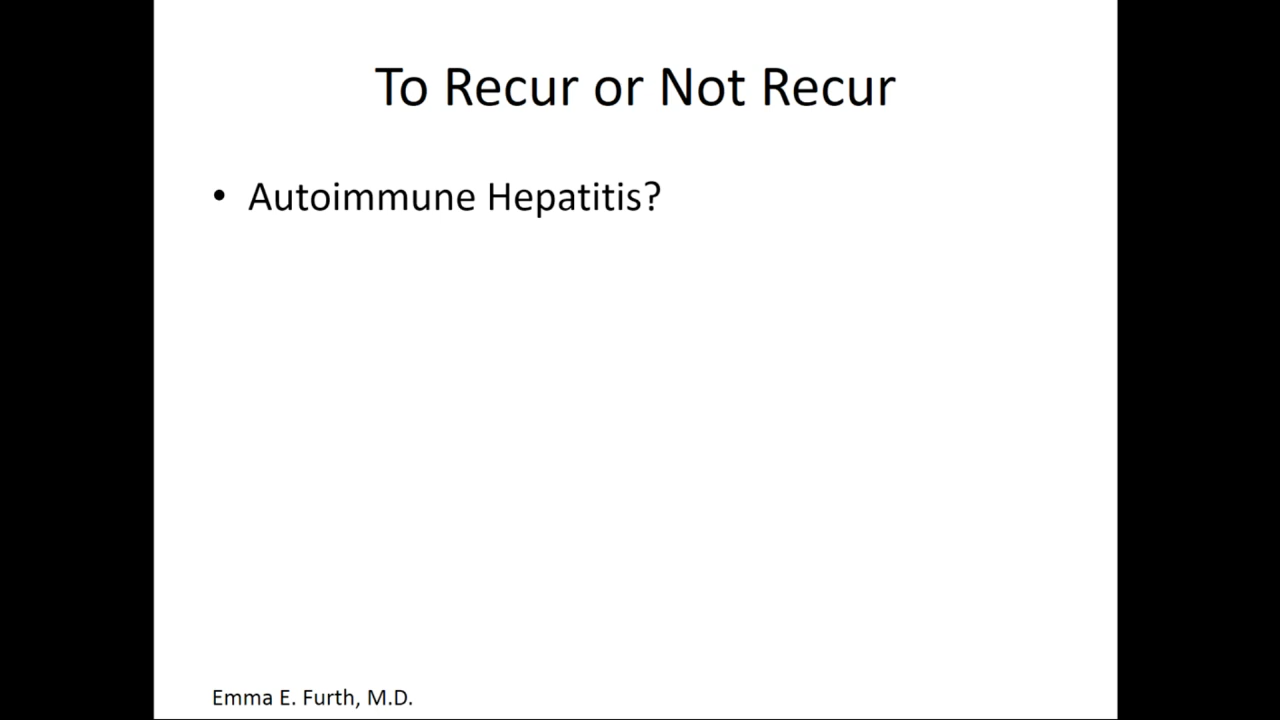 To Recur or Not Recur
• Autoimmune Hepatitis?
Emma E. Furth, M.D.